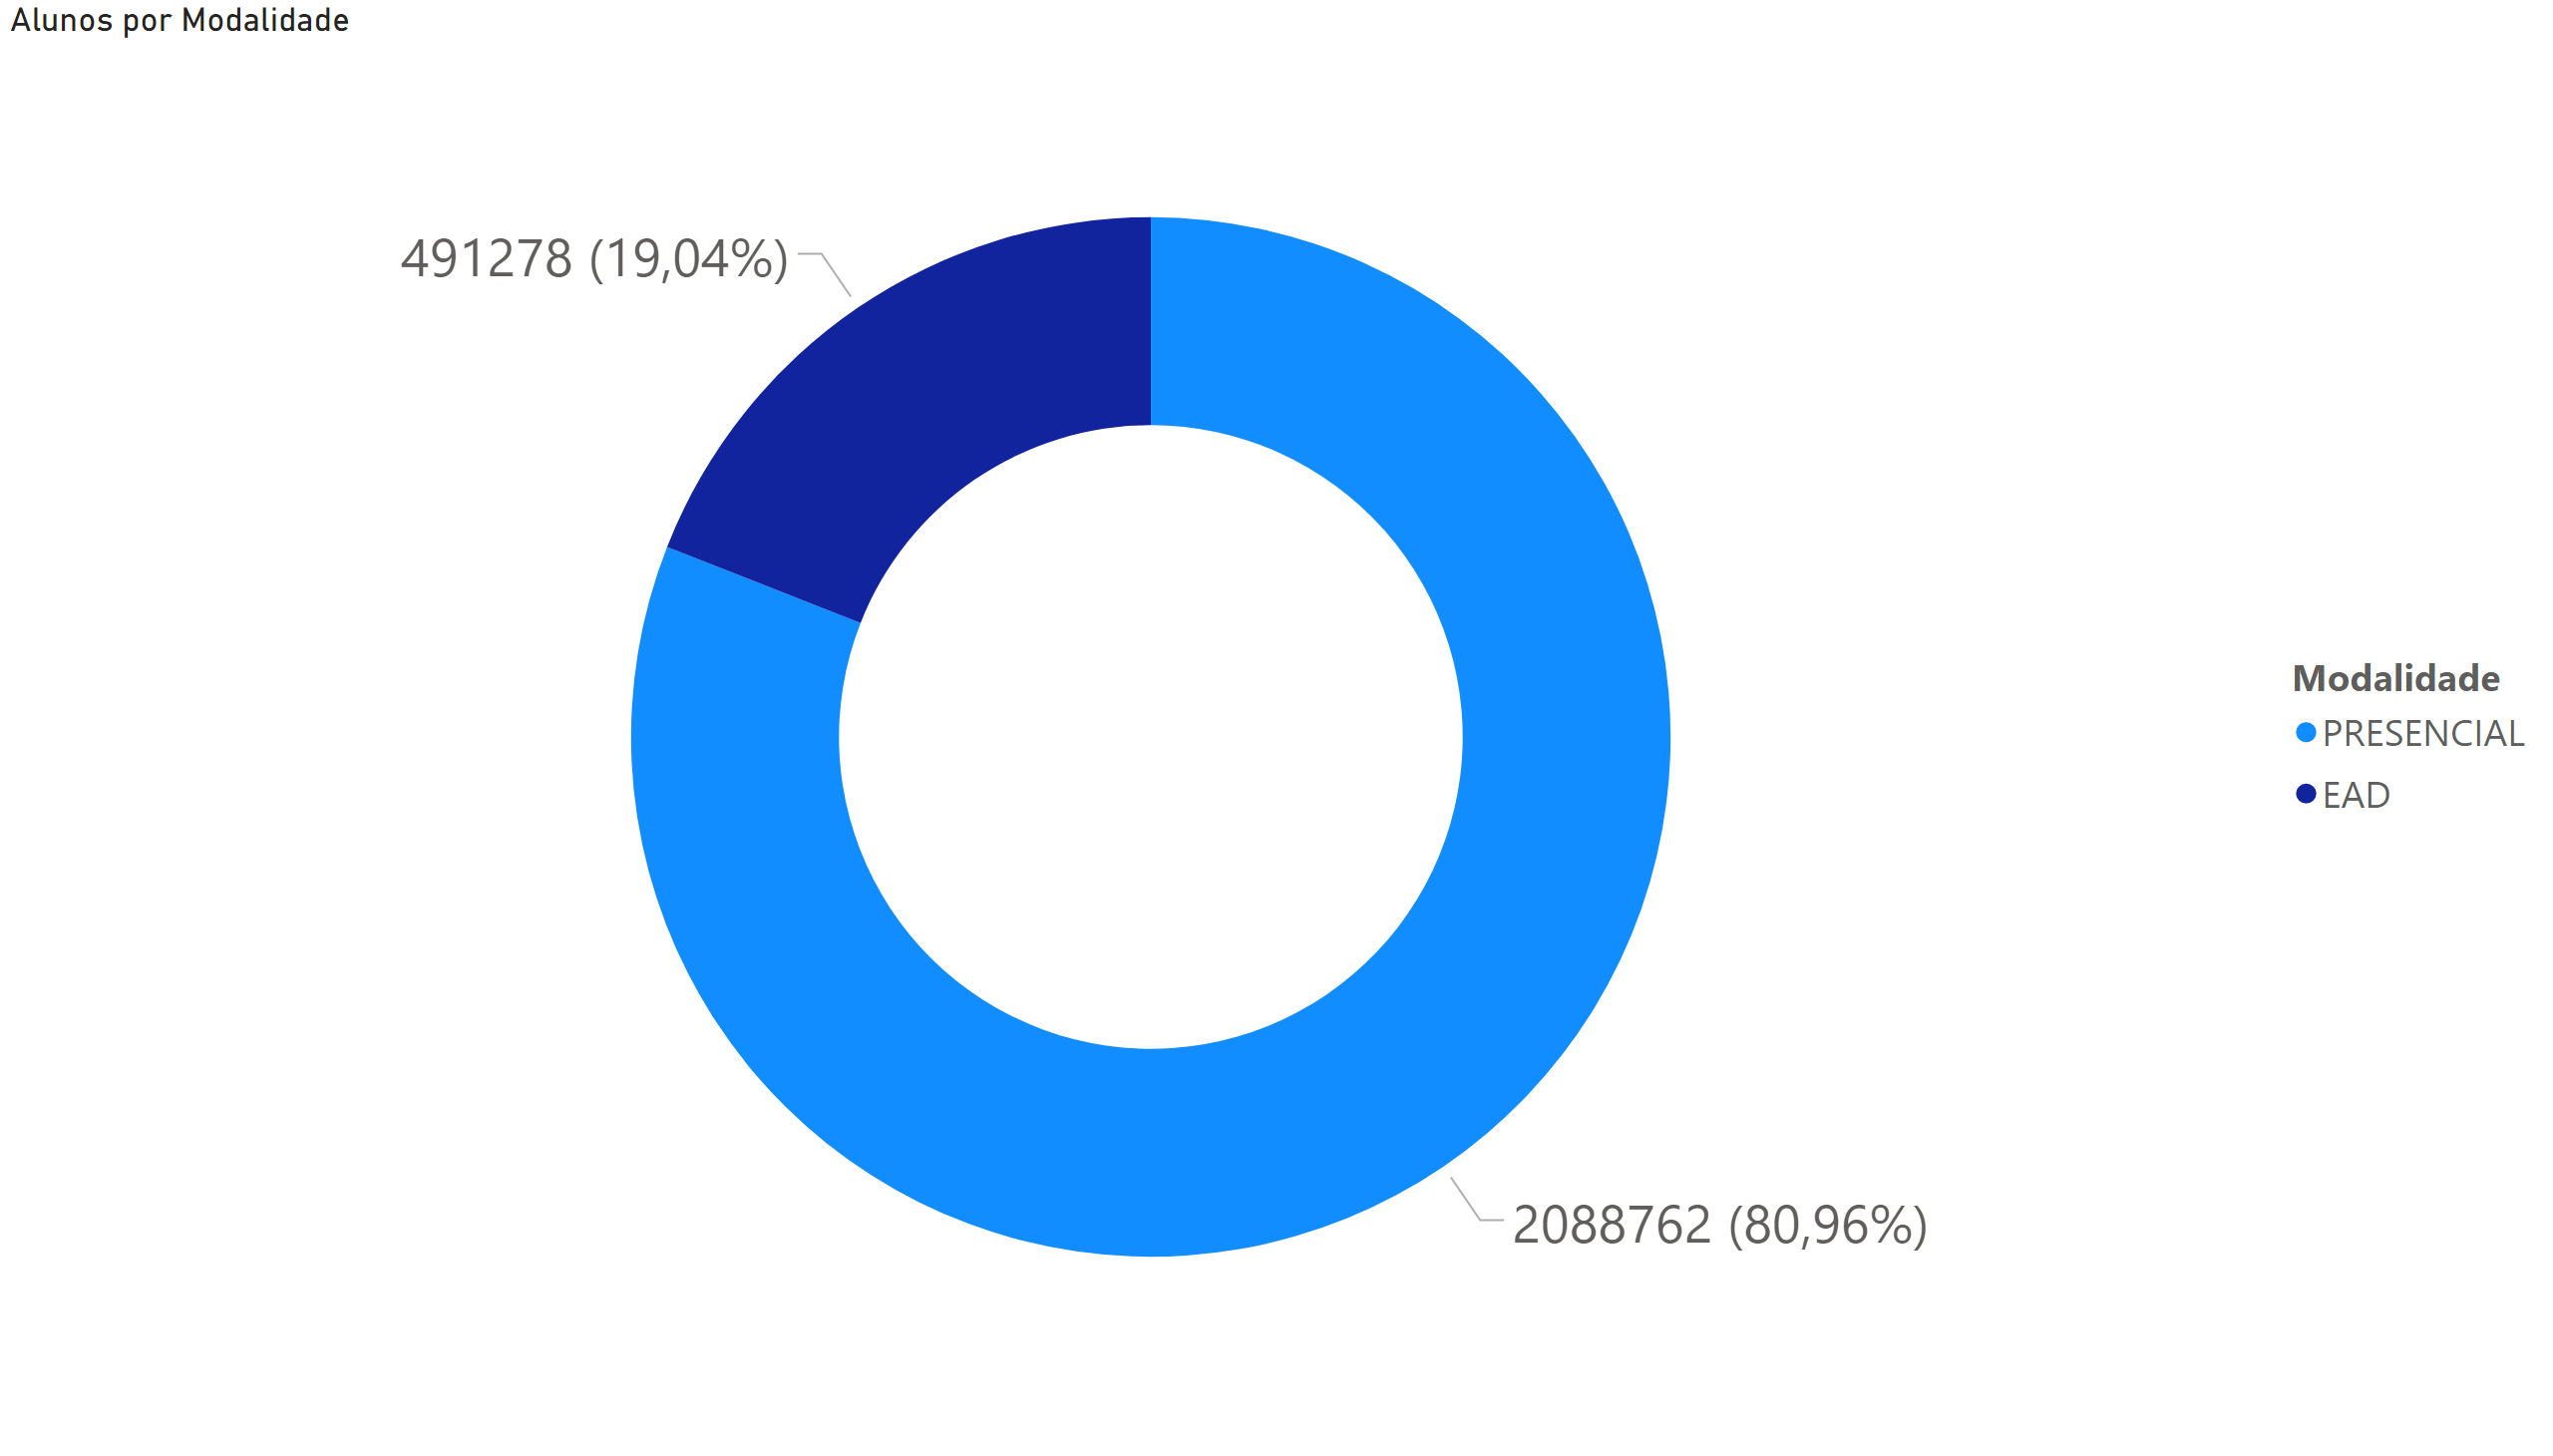 Alunos por Modalidade
491278 (19,04%)
Modalidade
PRESENCIAL
EAD
2088762 (80,96%)